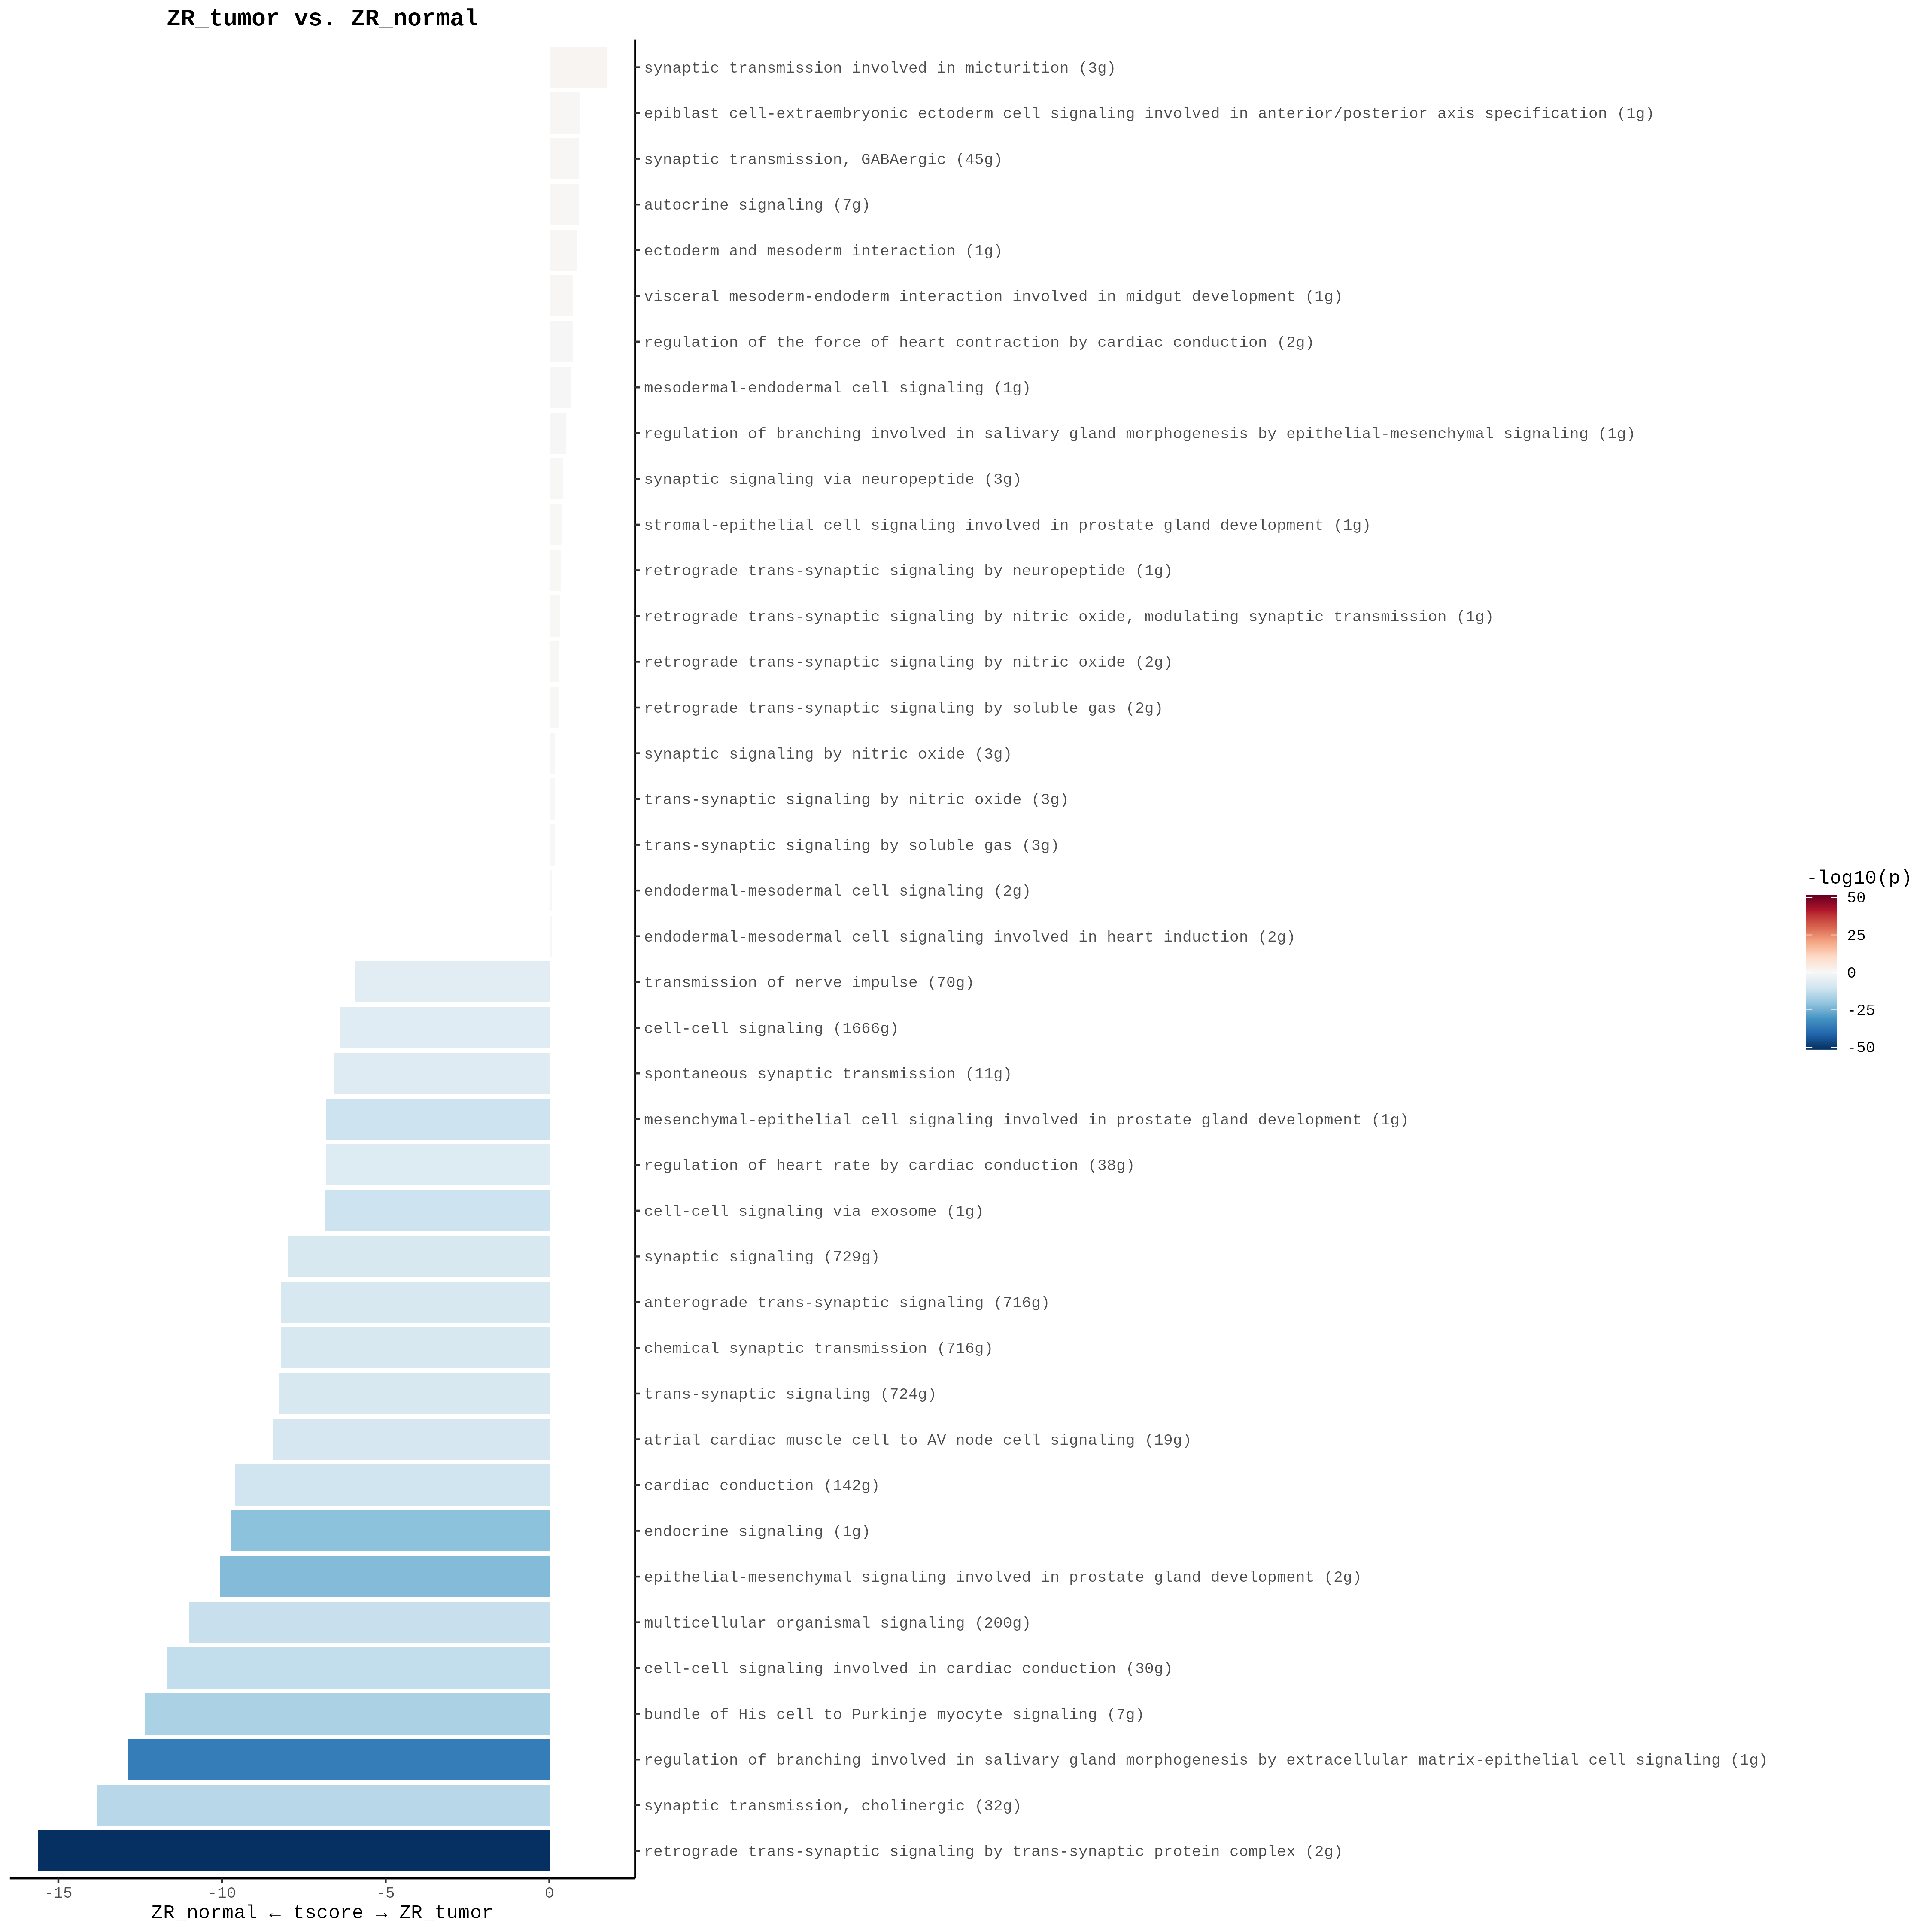 ZR_tumor vs. ZR_normal
synaptic transmission involved in micturition (3g)
epiblast cell-extraembryonic ectoderm cell signaling involved in anterior/posterior axis specification (1g)
synaptic transmission, GABAergic (45g)
autocrine signaling (7g)
ectoderm and mesoderm interaction (1g)
visceral mesoderm-endoderm interaction involved in midgut development (1g)
regulation of the force of heart contraction by cardiac conduction (2g)
mesodermal-endodermal cell signaling (1g)
regulation of branching involved in salivary gland morphogenesis by epithelial-mesenchymal signaling (1g)
synaptic signaling via neuropeptide (3g)
stromal-epithelial cell signaling involved in prostate gland development (1g)
retrograde trans-synaptic signaling by neuropeptide (1g)
retrograde trans-synaptic signaling by nitric oxide, modulating synaptic transmission (1g)
retrograde trans-synaptic signaling by nitric oxide (2g)
retrograde trans-synaptic signaling by soluble gas (2g)
synaptic signaling by nitric oxide (3g)
trans-synaptic signaling by nitric oxide (3g)
trans-synaptic signaling by soluble gas (3g)
endodermal-mesodermal cell signaling (2g)
endodermal-mesodermal cell signaling involved in heart induction (2g)
transmission of nerve impulse (70g)
cell-cell signaling (1666g)
spontaneous synaptic transmission (11g)
mesenchymal-epithelial cell signaling involved in prostate gland development (1g)
regulation of heart rate by cardiac conduction (38g)
cell-cell signaling via exosome (1g)
synaptic signaling (729g)
anterograde trans-synaptic signaling (716g)
chemical synaptic transmission (716g)
trans-synaptic signaling (724g)
atrial cardiac muscle cell to AV node cell signaling (19g)
cardiac conduction (142g)
endocrine signaling (1g)
epithelial-mesenchymal signaling involved in prostate gland development (2g)
multicellular organismal signaling (200g)
cell-cell signaling involved in cardiac conduction (30g)
bundle of His cell to Purkinje myocyte signaling (7g)
regulation of branching involved in salivary gland morphogenesis by extracellular matrix-epithelial cell signaling (1g)
synaptic transmission, cholinergic (32g)
retrograde trans-synaptic signaling by trans-synaptic protein complex (2g)
-15 -10 -5 0
ZR_normal ← tscore → ZR_tumor
-log10(p)
50
25
0
-25
-50